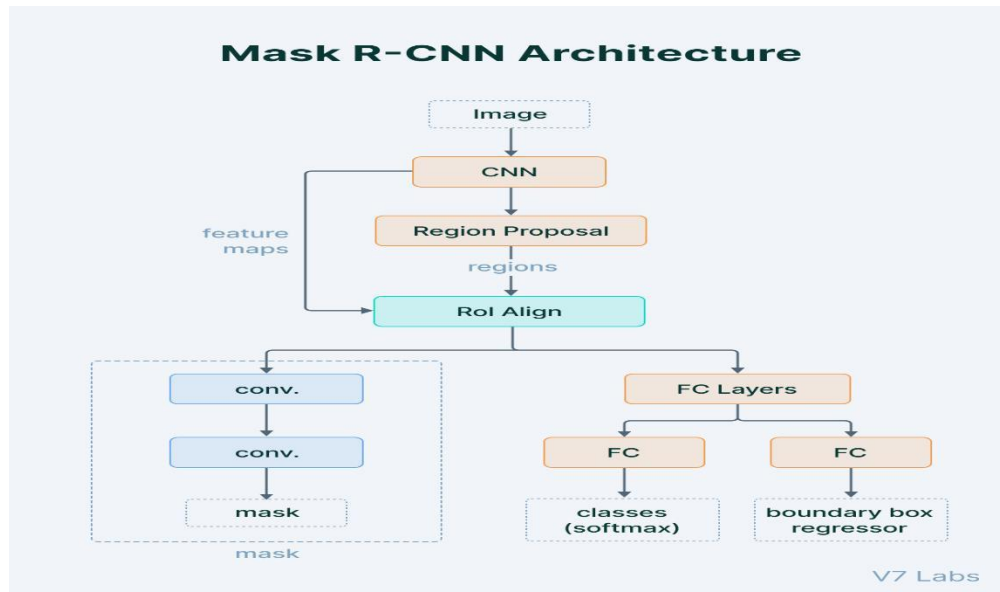 Mask R-CNN Architecture
Image
CNN
feature
maps
Region Proposal
regions
RoI Align
conv.
conv.
mask
mask
FC Layers
FC
FC
classes
(softmax)
boundary box
regressor
V7 Labs